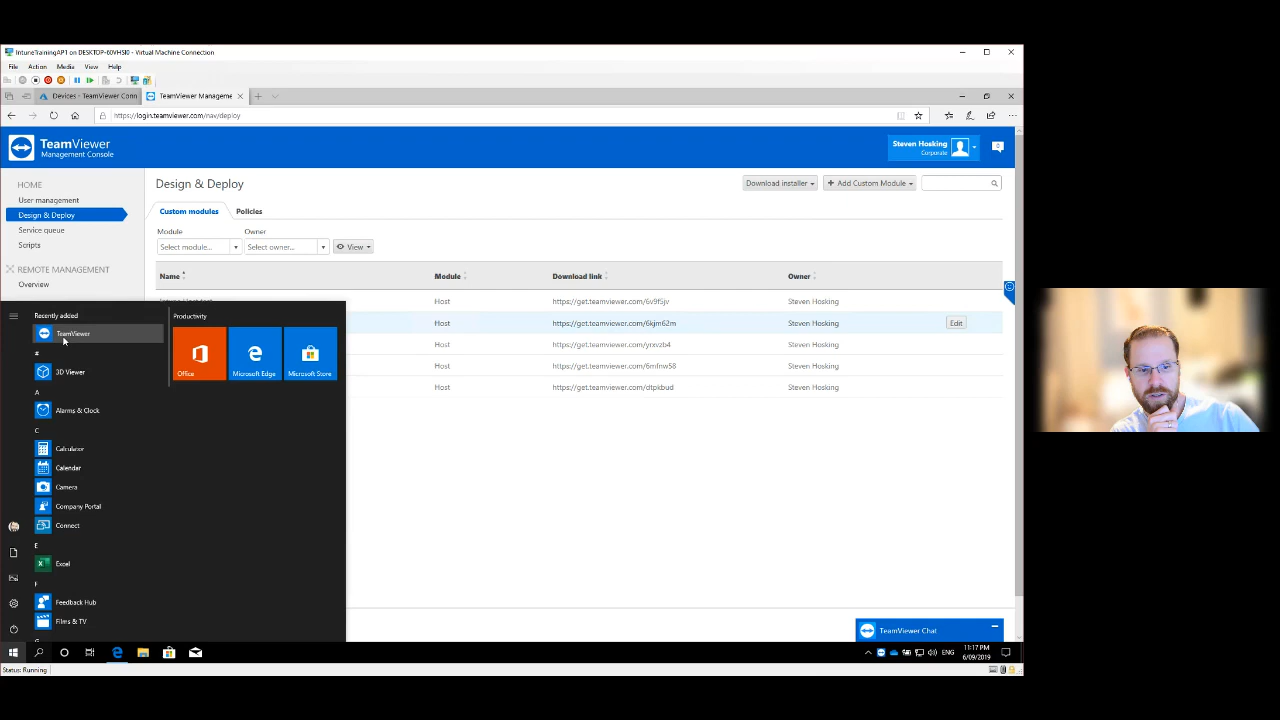 IntuneTrainingAP1 on DESKTOP-60VHSI0 - Virtual Machine Connection
File Action Media View Help
Devices - TeamViewer Conn
TeamViewer Manageme
https://login.teamviewer.com/nav/deploy
TeamViewer
Management Console
Steven Hosking
Corporate
HOME
User management
Design & Deploy
Service queue
Scripts
REMOTE MANAGEMENT
Overview
Design & Deploy
Download installer
Add Custom Module
Custom modules
Policies
Module
Owner
Select module...
Select owner...
View
Name Module Download link Owner
Host https://get.teamviewer.com/6v9f5jv Steven Hosking
Host https://get.teamviewer.com/6kjm62m Steven Hosking
Edit
Host https://get.teamviewer.com/yrxvzb4 Steven Hosking
Host https://get.teamviewer.com/6mfnw58 Steven Hosking
Host https://get.teamviewer.com/dtpkbud Steven Hosking
Recently added
TeamViewer
#
3D Viewer
A
Alarms & Clock
C
Calculator
Calendar
Camera
Company Portal
Connect
E
Excel
F
Feedback Hub
Films & TV
Productivity
Office
Microsoft Edge
Microsoft Store
TeamViewer Chat
ENG
11:17 PM
6/09/2019
Status: Running